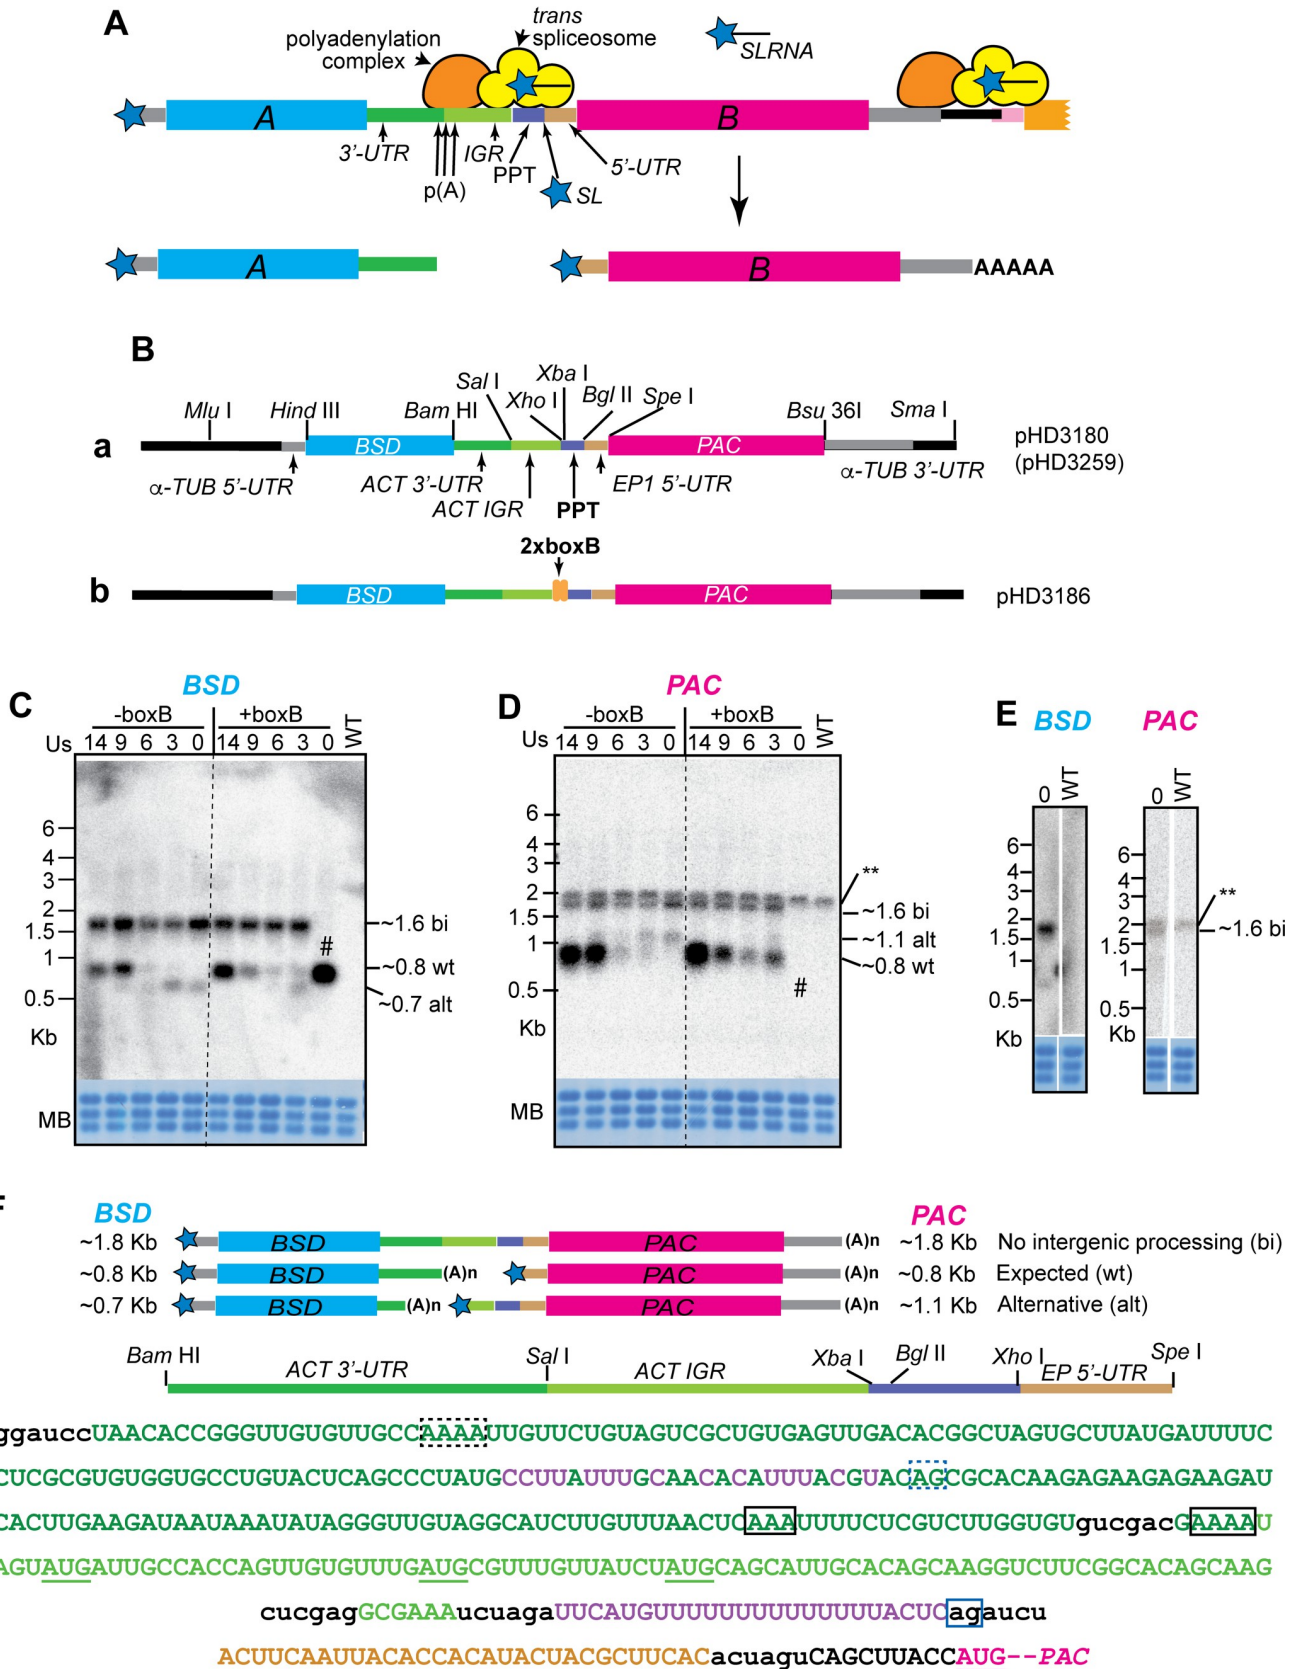 A
polyadenylation complex
trans spliceosome
SLRNA
A
B
3'-UTR
p(A)
IGR
PPT
SL
5'-UTR
A
B
AAAAA
B
Mlu I
Hind III
Bam HI
Sal I
Xho I
Xba I
Bgl II
Spe I
Bsu 36I
Sma I
a
BSD
PAC
pHD3180
(pHD3259)
α-TUB 5'-UTR
ACT 3'-UTR
ACT IGR
PPT
EP1 5'-UTR
α-TUB 3'-UTR
2xboxB
b
BSD
PAC
pHD3186
C
BSD
-boxB
+boxB
Us 14 9 6 3 0 14 9 6 3 0 WT
6
4
3
2
1.5
1
0.5
Kb
#
~1.6 bi
~0.8 wt
~0.7 alt
MB
D
PAC
-boxB
+boxB
Us 14 9 6 3 0 14 9 6 3 0 WT
6
4
3
2
1.5
1
0.5
Kb
#
**
~1.6 bi
~1.1 alt
~0.8 wt
MB
E
BSD
PAC
0 WT
0 WT
6
4
3
2
1.5
1
0.5
Kb
6
4
3
2
1.5
1
0.5
Kb
**
~1.6 bi
BSD
PAC
~1.8 Kb BSD PAC (A)n ~1.8 Kb No intergenic processing (bi)
~0.8 Kb BSD (A)n PAC (A)n ~0.8 Kb Expected (wt)
~0.7 Kb BSD (A)n PAC (A)n ~1.1 Kb Alternative (alt)
Bam HI ACT 3'-UTR Sal I ACT IGR Xba I Bgl II Xho I EP 5'-UTR Spe I
ggauccUAACACCGGGUUGUGUUGCCAAAAUUGUUCUGUAGUCGCUGUGAGUUGACACGGCUAGUGCUUAUGAUUUUC
CUCGCGUGUGGUGCCUGUACUCAGCCCUAUGCCUUAUUUGCAACACAUUUACGUACAGCGCACAAGAGAAGAGAAGAU
CACUUGAAGAUAAUAAAUAUAGGGUUGUAGGCAUCUUGUUUAACUCAAAUUUUCUCGUCUUGGUGUgucgacGAAAAU
AGUAUGAUUGCCACCAGUUGUGUUUGAUGCGUUUGUUAUCUAUGCAGCAUUGCACAGCAAGGUCUUCGGCACAGCAAG
cucgagGCGAAAucuagaUUCAUGUUUUUUUUUUUUUUUACUCagaucu
ACUUCAAUUACACCACAUACUACGCUUCACacuaguCAGCUUACCAUG--PAC